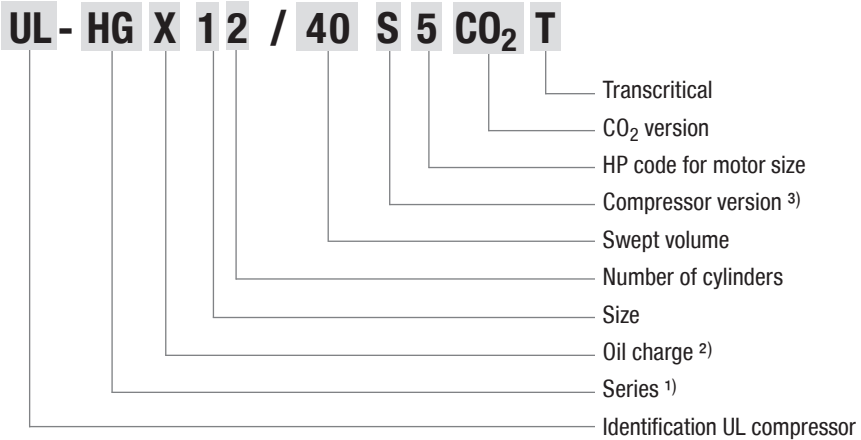 UL- HG X 1 2 / 40 S 5 CO₂ T
Transcritical
CO₂ version
HP code for motor size
Compressor version ³⁾
Swept volume
Number of cylinders
Size
Oil charge ²⁾
Series ¹⁾
Identification UL compressor